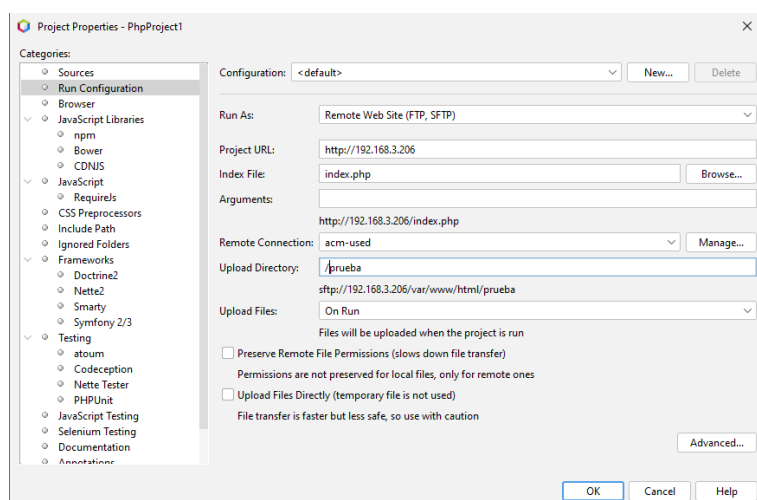 Project Properties - PhpProject1
Categories:
Sources
Run Configuration
Browser
JavaScript Libraries
npm
Bower
CDNJS
JavaScript
RequireJs
CSS Preprocessors
Include Path
Ignored Folders
Frameworks
Doctrine2
Nette2
Smarty
Symfony 2/3
Testing
atoum
Codeception
Nette Tester
PHPUnit
JavaScript Testing
Selenium Testing
Documentation
Annotations
Configuration: <default> New... Delete
Run As: Remote Web Site (FTP, SFTP)
Project URL: http://192.168.3.206
Index File: index.php Browse...
Arguments:
http://192.168.3.206/index.php
Remote Connection: acm-used Manage...
Upload Directory: /prueba
sftp://192.168.3.206/var/www/html/prueba
Upload Files: On Run
Files will be uploaded when the project is run
Preserve Remote File Permissions (slows down file transfer)
Permissions are not preserved for local files, only for remote ones
Upload Files Directly (temporary file is not used)
File transfer is faster but less safe, so use with caution
Advanced...
OK Cancel Help